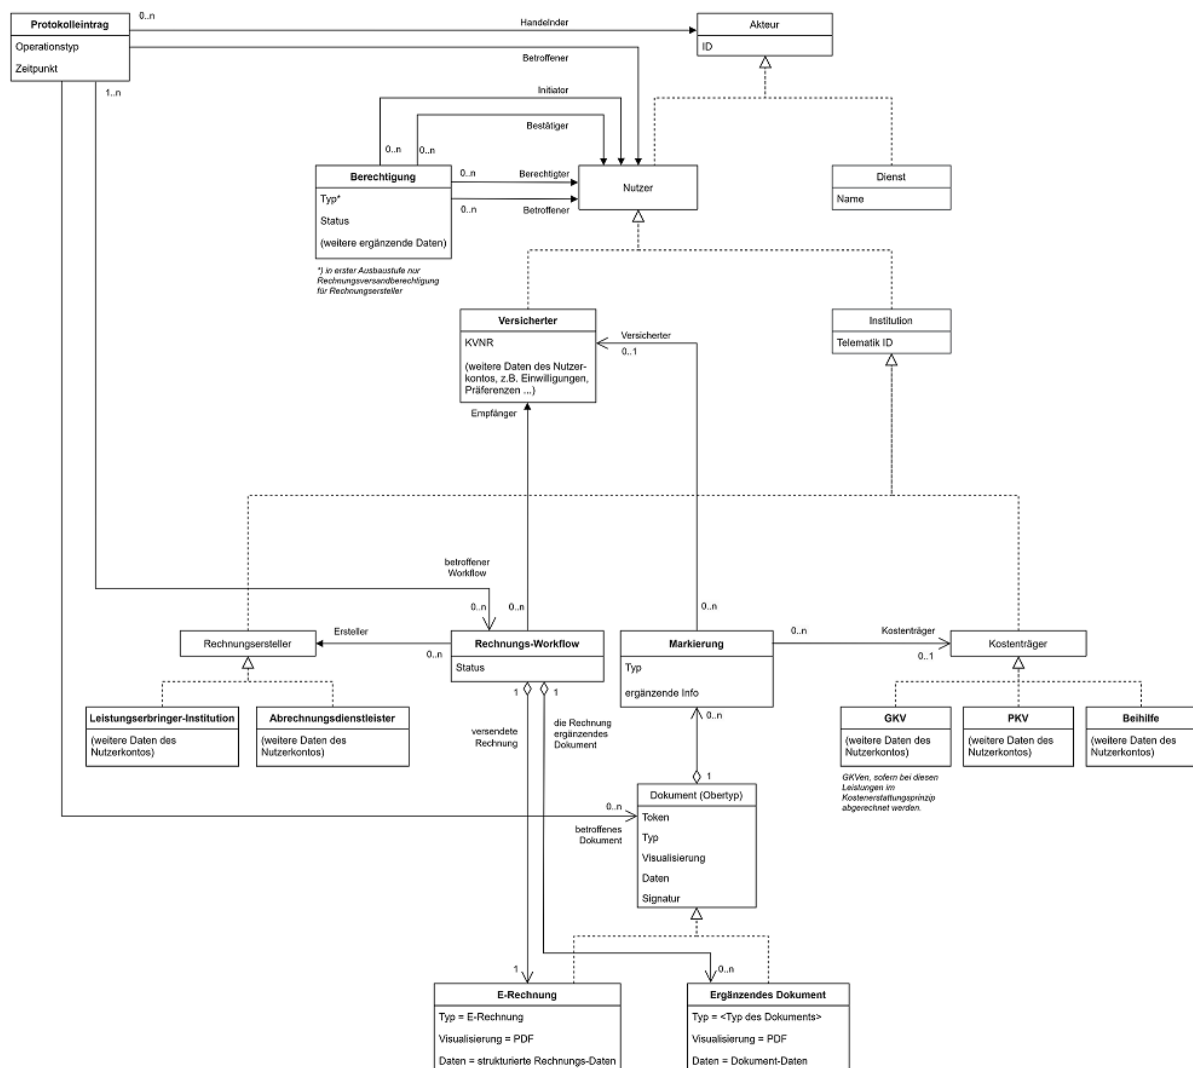 Protokolleintrag
Operationstyp
Zeitpunkt
0..n
Handelnder
Akteur
ID
Betroffener
1..n
Initiator
Bestätiger
0..n
0..n
Berechtigung
Typ*
Status
(weitere ergänzende Daten)
*) in erster Ausbaustufe nur
Rechnungsversandberechtigung
für Rechnungsersteller
0..n
Berechtigter
0..n
Betroffener
Nutzer
Dienst
Name
Versicherter
KVNR
(weitere Daten des Nutzer-
kontos, z.B. Einwilligungen,
Präferenzen ...)
Versicherter
0..1
Institution
Telematik ID
Empfänger
betroffener
Workflow
0..n
0..n
0..n
Rechnungsersteller
Ersteller
0..n
Rechnungs-Workflow
Status
Markierung
Typ
ergänzende Info
0..n
Kostenträger
0..1
Kostenträger
Leistungserbringer-Institution
(weitere Daten des
Nutzerkontos)
Abrechnungsdienstleister
(weitere Daten des
Nutzerkontos)
1
1
versendete
Rechnung
die Rechnung
ergänzendes
Dokument
0..n
1
GKV
(weitere Daten des
Nutzerkontos)
GKVen, sofern bei diesen
Leistungen im
Kostenerstattungsprinzip
abgerechnet werden.
PKV
(weitere Daten des
Nutzerkontos)
Beihilfe
(weitere Daten des
Nutzerkontos)
Dokument (Obertyp)
Token
Typ
Visualisierung
Daten
Signatur
0..n
betroffenes
Dokument
1
0..n
E-Rechnung
Typ = E-Rechnung
Visualisierung = PDF
Daten = strukturierte Rechnungs-Daten
Ergänzendes Dokument
Typ = <Typ des Dokuments>
Visualisierung = PDF
Daten = Dokument-Daten